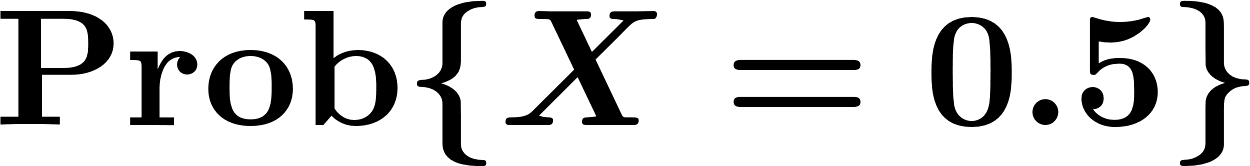 Prob{X = 0.5}